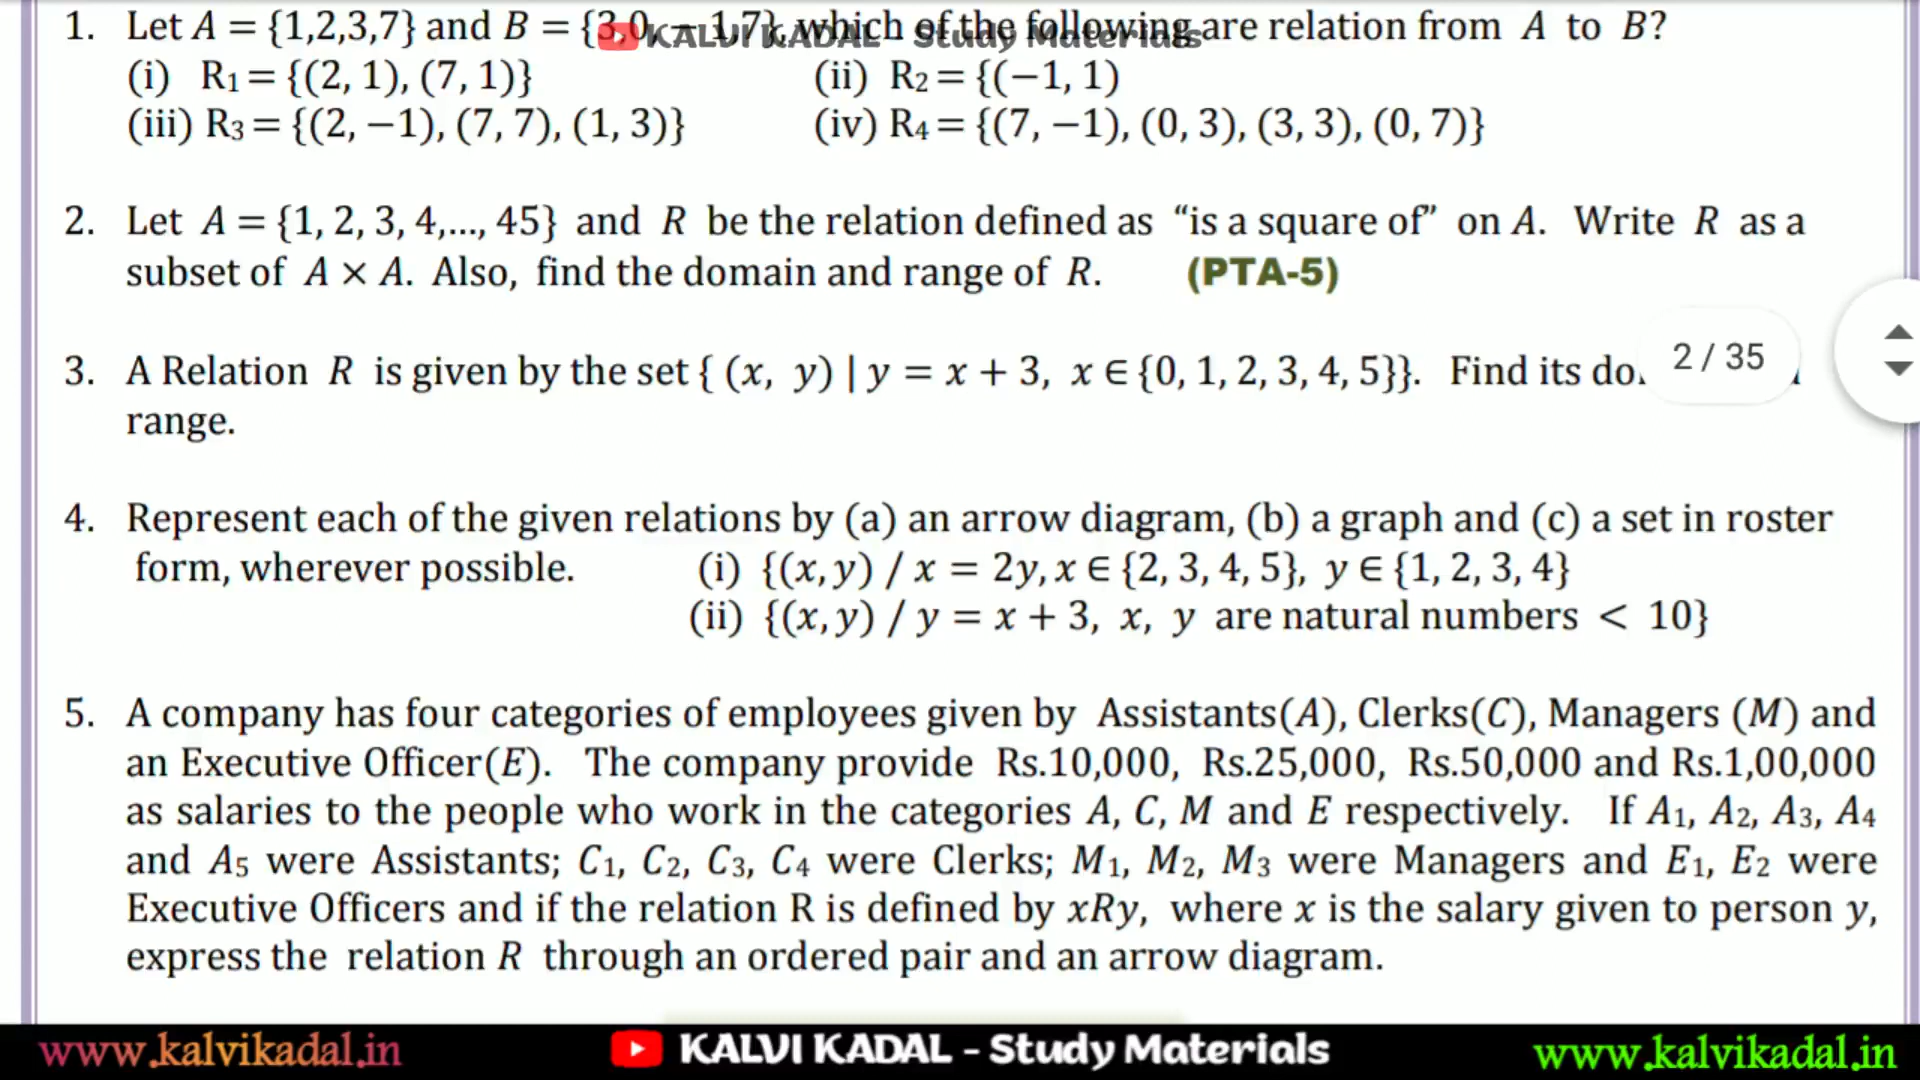 1. Let A = {1,2,3,7} and B = {3,0, – 1,7}, which of the following are relation from A to B?
KALVI KADAL - Study Materials
(i) R1 = {(2, 1), (7, 1)} (ii) R2 = {(−1, 1)
(iii) R3 = {(2, −1), (7, 7), (1, 3)} (iv) R4 = {(7, −1), (0, 3), (3, 3), (0, 7)}
2. Let A = {1, 2, 3, 4,..., 45} and R be the relation defined as “is a square of” on A. Write R as a
subset of A × A. Also, find the domain and range of R. (PTA-5)
3. A Relation R is given by the set { (x, y) | y = x + 3, x ∈ {0, 1, 2, 3, 4, 5}}. Find its
2 / 35
range.
4. Represent each of the given relations by (a) an arrow diagram, (b) a graph and (c) a set in roster
form, wherever possible. (i) {(x, y) / x = 2y, x ∈ {2, 3, 4, 5}, y ∈ {1, 2, 3, 4}
(ii) {(x, y) / y = x + 3, x, y are natural numbers < 10}
5. A company has four categories of employees given by Assistants(A), Clerks(C), Managers (M) and
an Executive Officer(E). The company provide Rs.10,000, Rs.25,000, Rs.50,000 and Rs.1,00,000
as salaries to the people who work in the categories A, C, M and E respectively. If A1, A2, A3, A4
and A5 were Assistants; C1, C2, C3, C4 were Clerks; M1, M2, M3 were Managers and E1, E2 were
Executive Officers and if the relation R is defined by xRy, where x is the salary given to person y,
express the relation R through an ordered pair and an arrow diagram.
www.kalvikadal.in KALVI KADAL - Study Materials www.kalvikadal.in